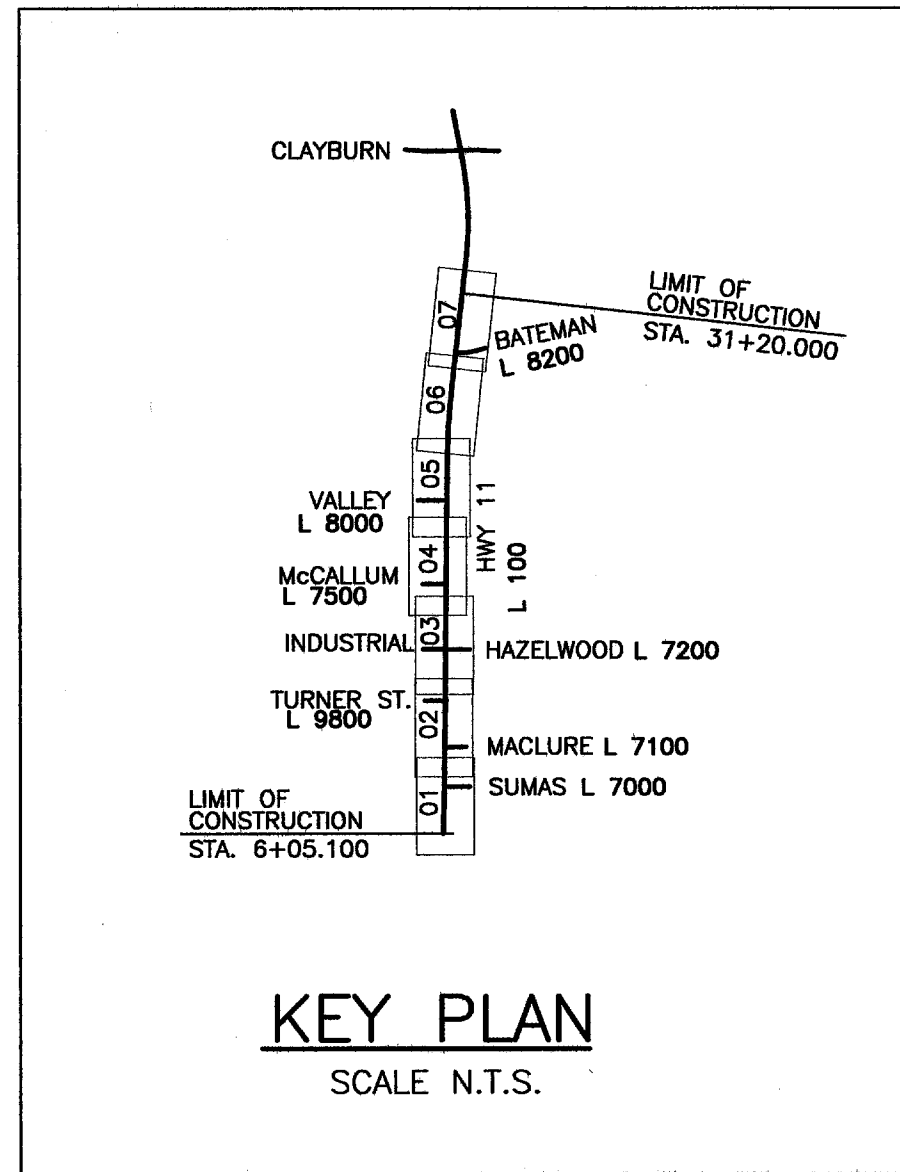 CLAYBURN
LIMIT OF
CONSTRUCTION
STA. 31+20.000
07
BATEMAN
L 8200
06
05
VALLEY
L 8000
HWY 11
L 100
04
McCALLUM
L 7500
03
INDUSTRIAL
HAZELWOOD L 7200
TURNER ST.
L 9800
02
MACLURE L 7100
SUMAS L 7000
01
LIMIT OF
CONSTRUCTION
STA. 6+05.100
KEY PLAN
SCALE N.T.S.